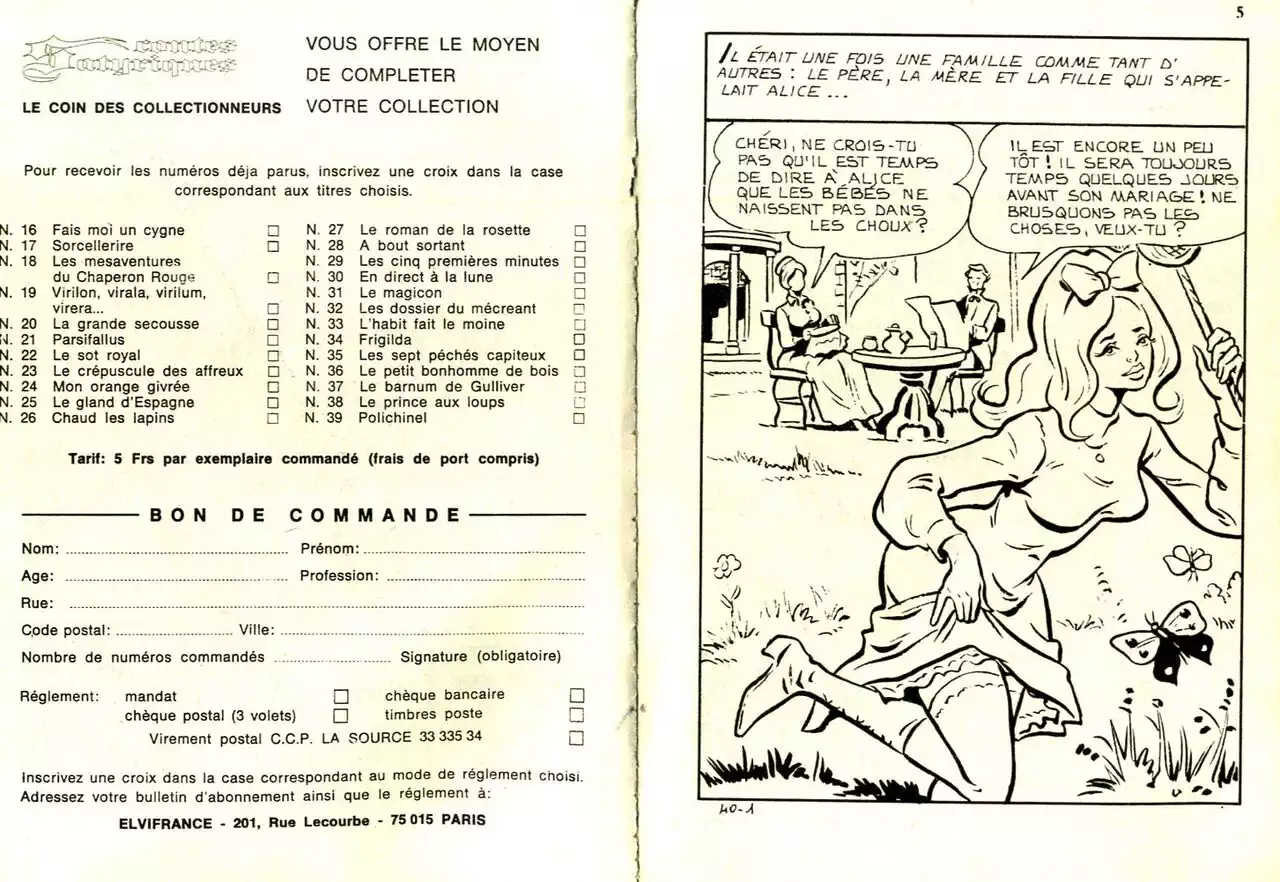 Contes
Satyriques
LE COIN DES COLLECTIONNEURS
VOUS OFFRE LE MOYEN
DE COMPLETER
VOTRE COLLECTION
Pour recevoir les numéros déja parus, inscrivez une croix dans la case
correspondant aux titres choisis.
N. 16 Fais moi un cygne
N. 17 Sorcellerire
N. 18 Les mesaventures
du Chaperon Rouge
N. 19 Virilon, virala, virilum,
virera...
N. 20 La grande secousse
N. 21 Parsifallus
N. 22 Le sot royal
N. 23 Le crépuscule des affreux
N. 24 Mon orange givrée
N. 25 Le gland d'Espagne
N. 26 Chaud les lapins
N. 27 Le roman de la rosette
N. 28 A bout sortant
N. 29 Les cinq premières minutes
N. 30 En direct à la lune
N. 31 Le magicon
N. 32 Les dossier du mécreant
N. 33 L'habit fait le moine
N. 34 Frigilda
N. 35 Les sept péchés capiteux
N. 36 Le petit bonhomme de bois
N. 37 Le barnum de Gulliver
N. 38 Le prince aux loups
N. 39 Polichinel
Tarif: 5 Frs par exemplaire commandé (frais de port compris)
BON DE COMMANDE
Nom: Prénom:
Age: Profession:
Rue:
Code postal: Ville:
Nombre de numéros commandés Signature (obligatoire)
Réglement: mandat chèque bancaire
chèque postal (3 volets) timbres poste
Virement postal C.C.P. LA SOURCE 33 335 34
Inscrivez une croix dans la case correspondant au mode de réglement choisi.
Adressez votre bulletin d'abonnement ainsi que le réglement à:
ELVIFRANCE - 201, Rue Lecourbe - 75 015 PARIS
5
IL ÉTAIT UNE FOIS UNE FAMILLE COMME TANT D'
AUTRES : LE PÈRE, LA MÈRE ET LA FILLE QUI S'APPE-
LAIT ALICE ...
CHÉRI, NE CROIS-TU
PAS QU'IL EST TEMPS
DE DIRE À ALICE
QUE LES BÉBÉS NE
NAISSENT PAS DANS
LES CHOUX ?
IL EST ENCORE UN PEU
TÔT ! IL SERA TOUJOURS
TEMPS QUELQUES JOURS
AVANT SON MARIAGE ! NE
BRUSQUONS PAS LES
CHOSES, VEUX-TU ?
40-1